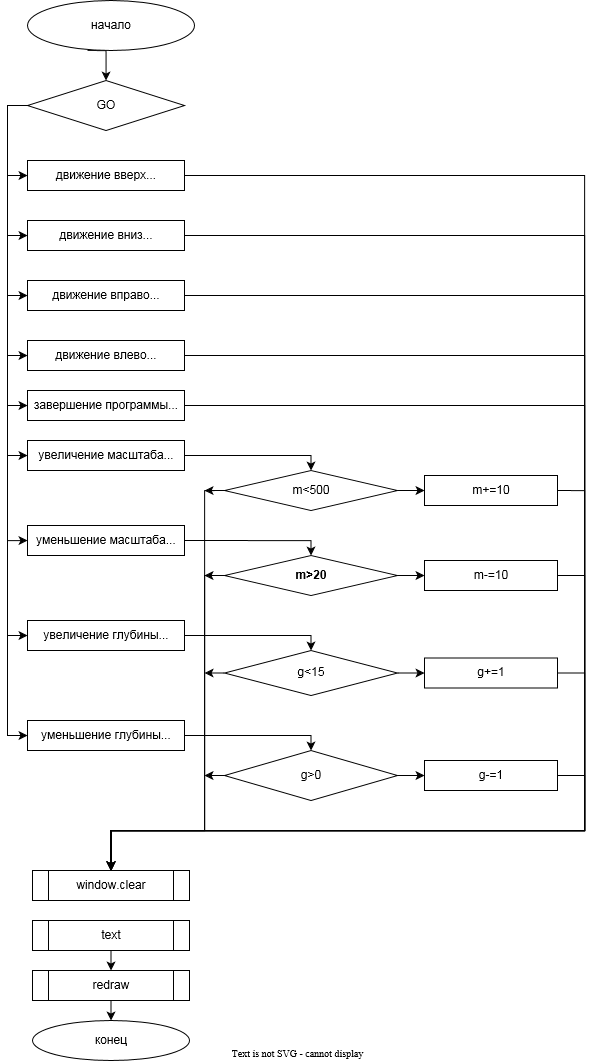 начало
GO
движение вверх...
движение вниз...
движение вправо...
движение влево...
завершение программы...
увеличение масштаба...
m<500
m+=10
уменьшение масштаба...
m>20
m-=10
увеличение глубины...
g<15
g+=1
уменьшение глубины...
g>0
g-=1
window.clear
text
redraw
конец
Text is not SVG - cannot display